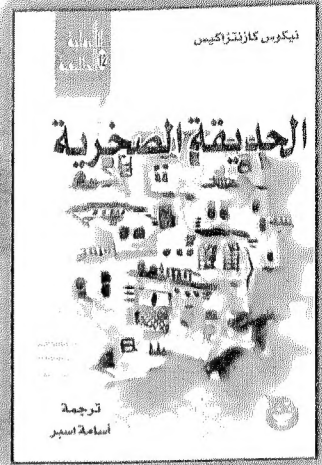 نيكوس كازنتزاكيس
12
الحديقة الصخرية
ترجمة
أسامة اسبر